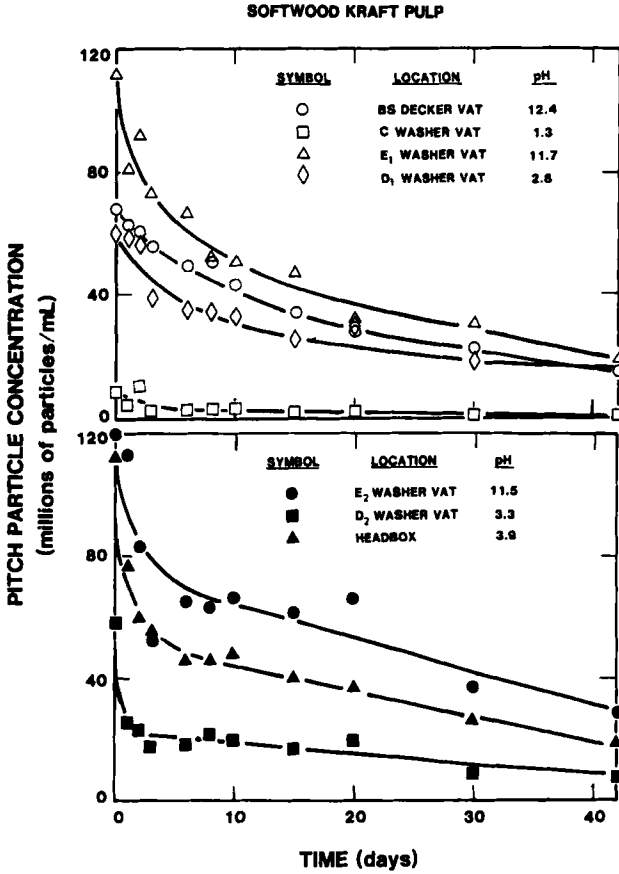 SOFTWOOD KRAFT PULP
120
80
40
0
SYMBOL LOCATION pH
BS DECKER VAT 12.4
C WASHER VAT 1.3
E1 WASHER VAT 11.7
D1 WASHER VAT 2.6
120
80
40
0
SYMBOL LOCATION pH
E2 WASHER VAT 11.5
D2 WASHER VAT 3.3
HEADBOX 3.9
0 10 20 30 40
TIME (days)
PITCH PARTICLE CONCENTRATION
(millions of particles/mL)